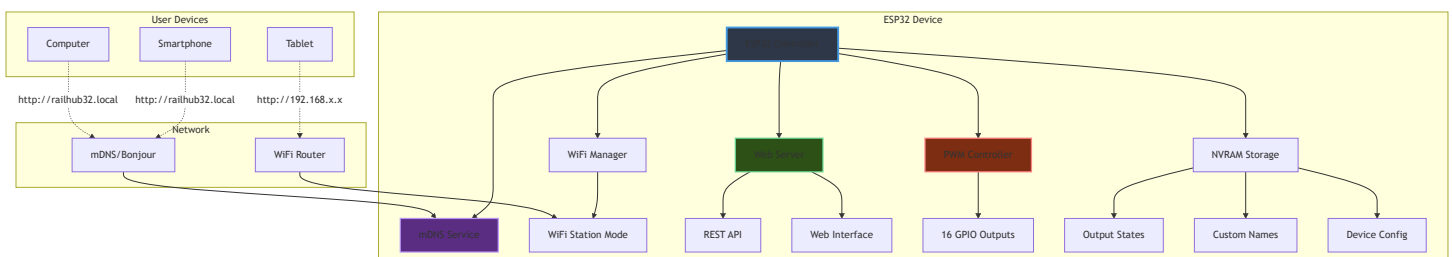 User Devices
ESP32 Device
Computer
Smartphone
Tablet
http://railhub32.local
http://railhub32.local
http://192.168.x.x
Network
mDNS/Bonjour
WiFi Router
WiFi Manager
Web Server
PWM Controller
NVRAM Storage
mDNS Service
WiFi Station Mode
REST API
Web Interface
16 GPIO Outputs
Output States
Custom Names
Device Config